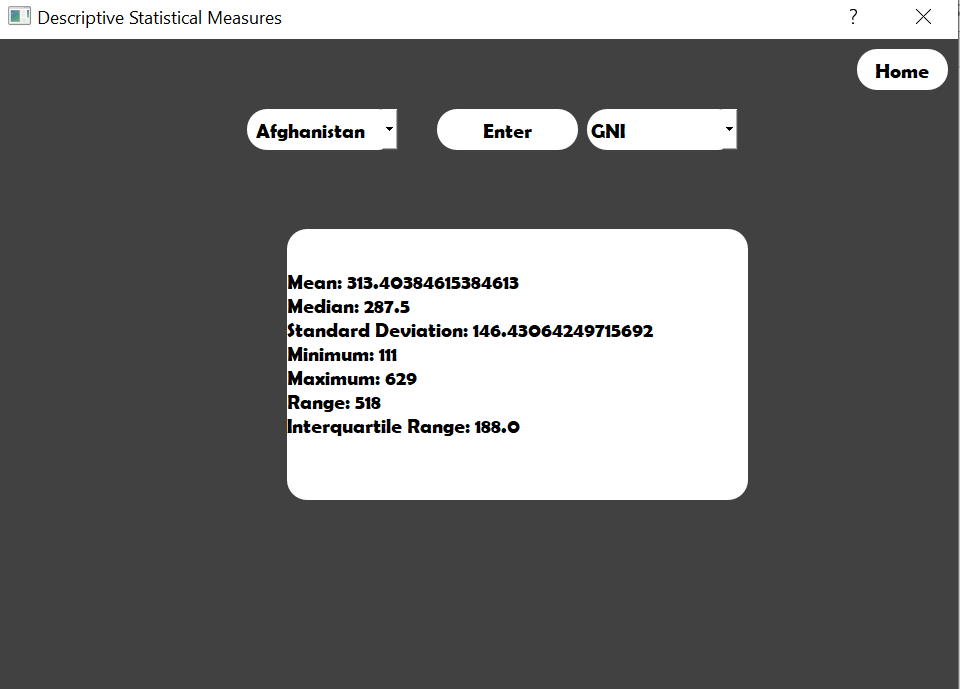 Descriptive Statistical Measures
?
Home
Afghanistan
Enter
GNI
Mean: 313.40384615384613
Median: 287.5
Standard Deviation: 146.43064249715692
Minimum: 111
Maximum: 629
Range: 518
Interquartile Range: 188.0